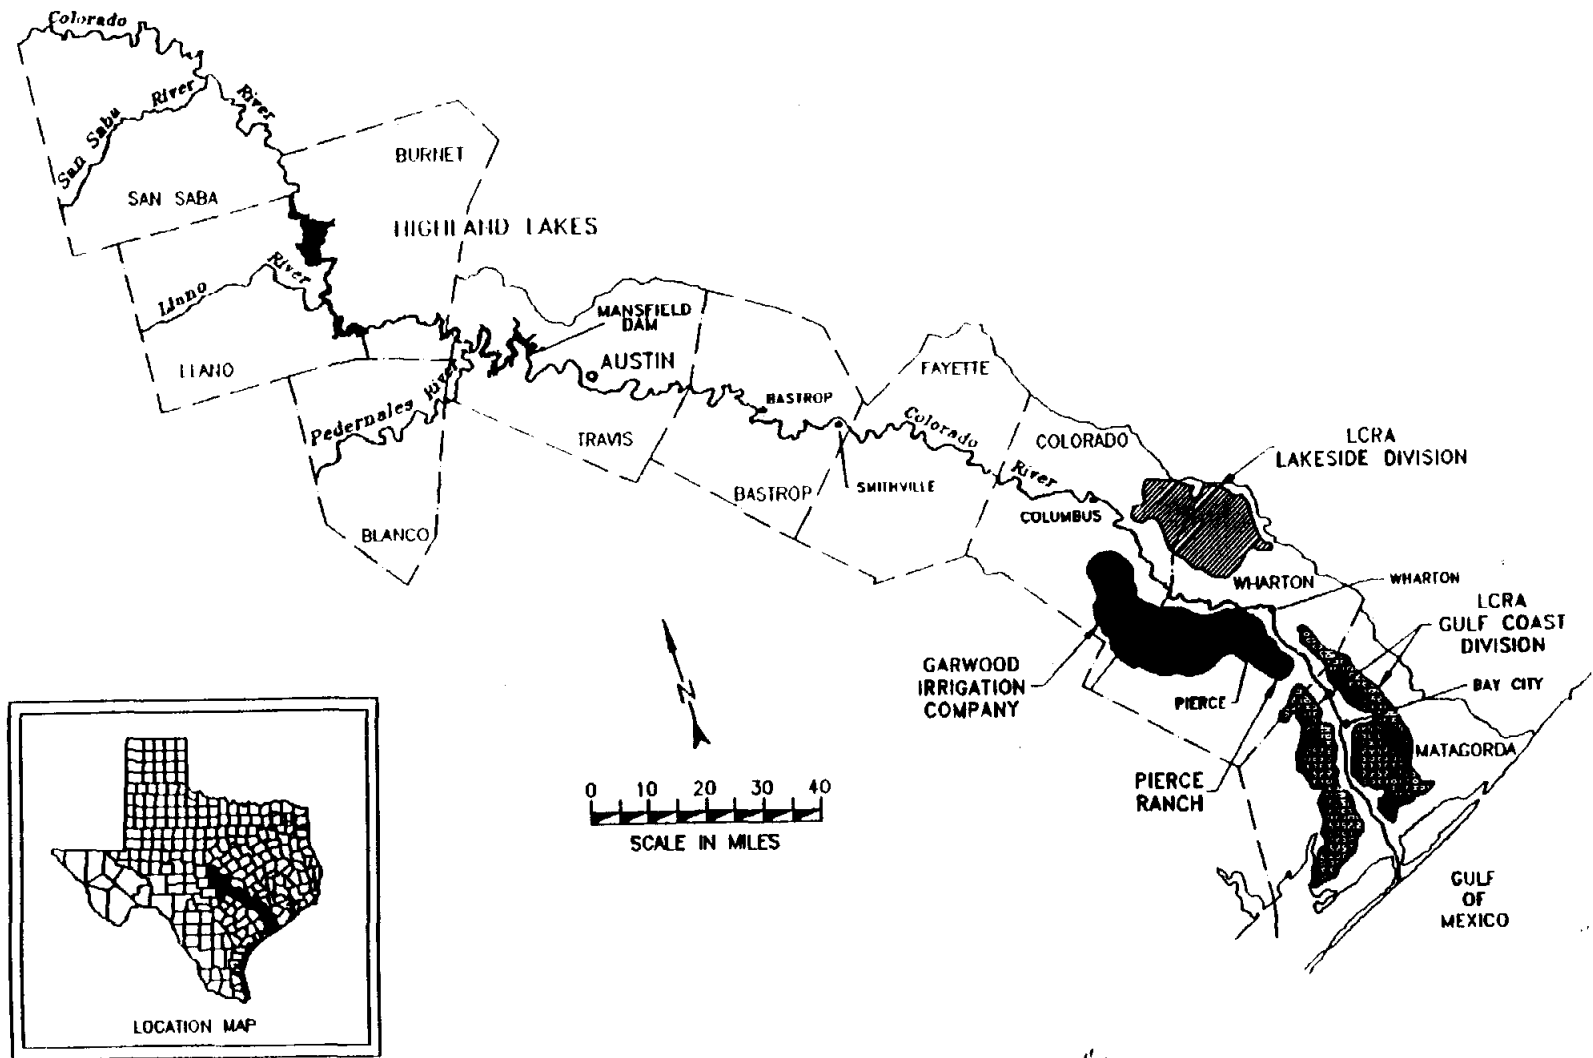 Colorado
River
San Saba
River
SAN SABA
BURNET
HIGHLAND LAKES
Llano
River
LLANO
MANSFIELD
DAM
AUSTIN
Pedernales River
TRAVIS
BLANCO
BASTROP
BASTROP
SMITHVILLE
FAYETTE
Colorado
River
COLORADO
COLUMBUS
LCRA
LAKESIDE DIVISION
WHARTON
WHARTON
LCRA
GULF COAST
DIVISION
GARWOOD
IRRIGATION
COMPANY
PIERCE
BAY CITY
MATAGORDA
PIERCE
RANCH
GULF
OF
MEXICO
N
0 10 20 30 40
SCALE IN MILES
LOCATION MAP